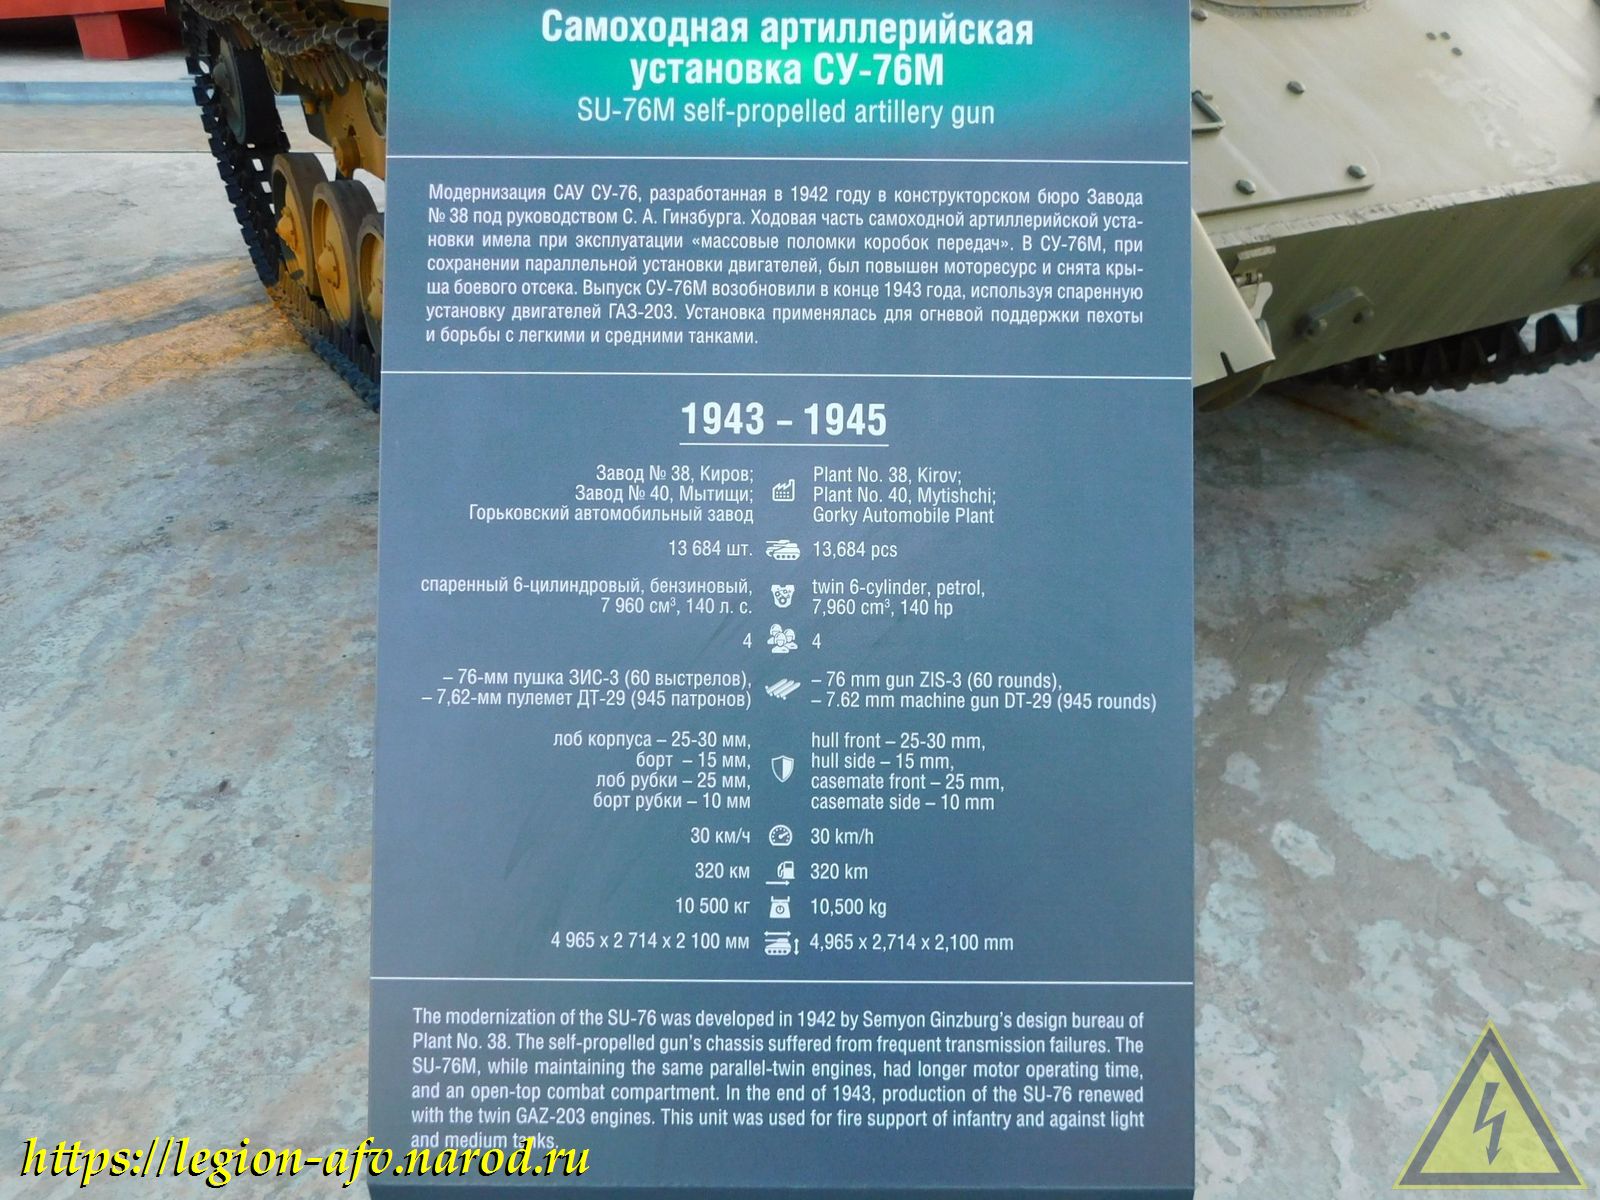 Самоходная артиллерийская
установка СУ-76М
SU-76M self-propelled artillery gun
Модернизация САУ СУ-76, разработанная в 1942 году в конструкторском бюро Завода
№ 38 под руководством С. А. Гинзбурга. Ходовая часть самоходной артиллерийской уста-
новки имела при эксплуатации «массовые поломки коробок передач». В СУ-76М, при
сохранении параллельной установки двигателей, был повышен моторесурс и снята кры-
ша боевого отсека. Выпуск СУ-76М возобновили в конце 1943 года, используя спаренную
установку двигателей ГАЗ-203. Установка применялась для огневой поддержки пехоты
и борьбы с легкими и средними танками.
1943 – 1945
Завод № 38, Киров;
Завод № 40, Мытищи;
Горьковский автомобильный завод
Plant No. 38, Kirov;
Plant No. 40, Mytishchi;
Gorky Automobile Plant
13 684 шт.
13,684 pcs
спаренный 6-цилиндровый, бензиновый,
7 960 см³, 140 л. с.
twin 6-cylinder, petrol,
7,960 cm³, 140 hp
4
4
– 76-мм пушка ЗИС-3 (60 выстрелов),
– 7,62-мм пулемет ДТ-29 (945 патронов)
– 76 mm gun ZIS-3 (60 rounds),
– 7.62 mm machine gun DT-29 (945 rounds)
лоб корпуса – 25-30 мм,
борт – 15 мм,
лоб рубки – 25 мм,
борт рубки – 10 мм
hull front – 25-30 mm,
hull side – 15 mm,
casemate front – 25 mm,
casemate side – 10 mm
30 км/ч
30 km/h
320 км
320 km
10 500 кг
10,500 kg
4 965 x 2 714 x 2 100 мм
4,965 x 2,714 x 2,100 mm
The modernization of the SU-76 was developed in 1942 by Semyon Ginzburg's design bureau of
Plant No. 38. The self-propelled gun's chassis suffered from frequent transmission failures. The
SU-76M, while maintaining the same parallel-twin engines, had longer motor operating time,
and an open-top combat compartment. In the end of 1943, production of the SU-76 renewed
with the twin GAZ-203 engines. This unit was used for fire support of infantry and against light
and medium tanks.
https://legion-afv.narod.ru